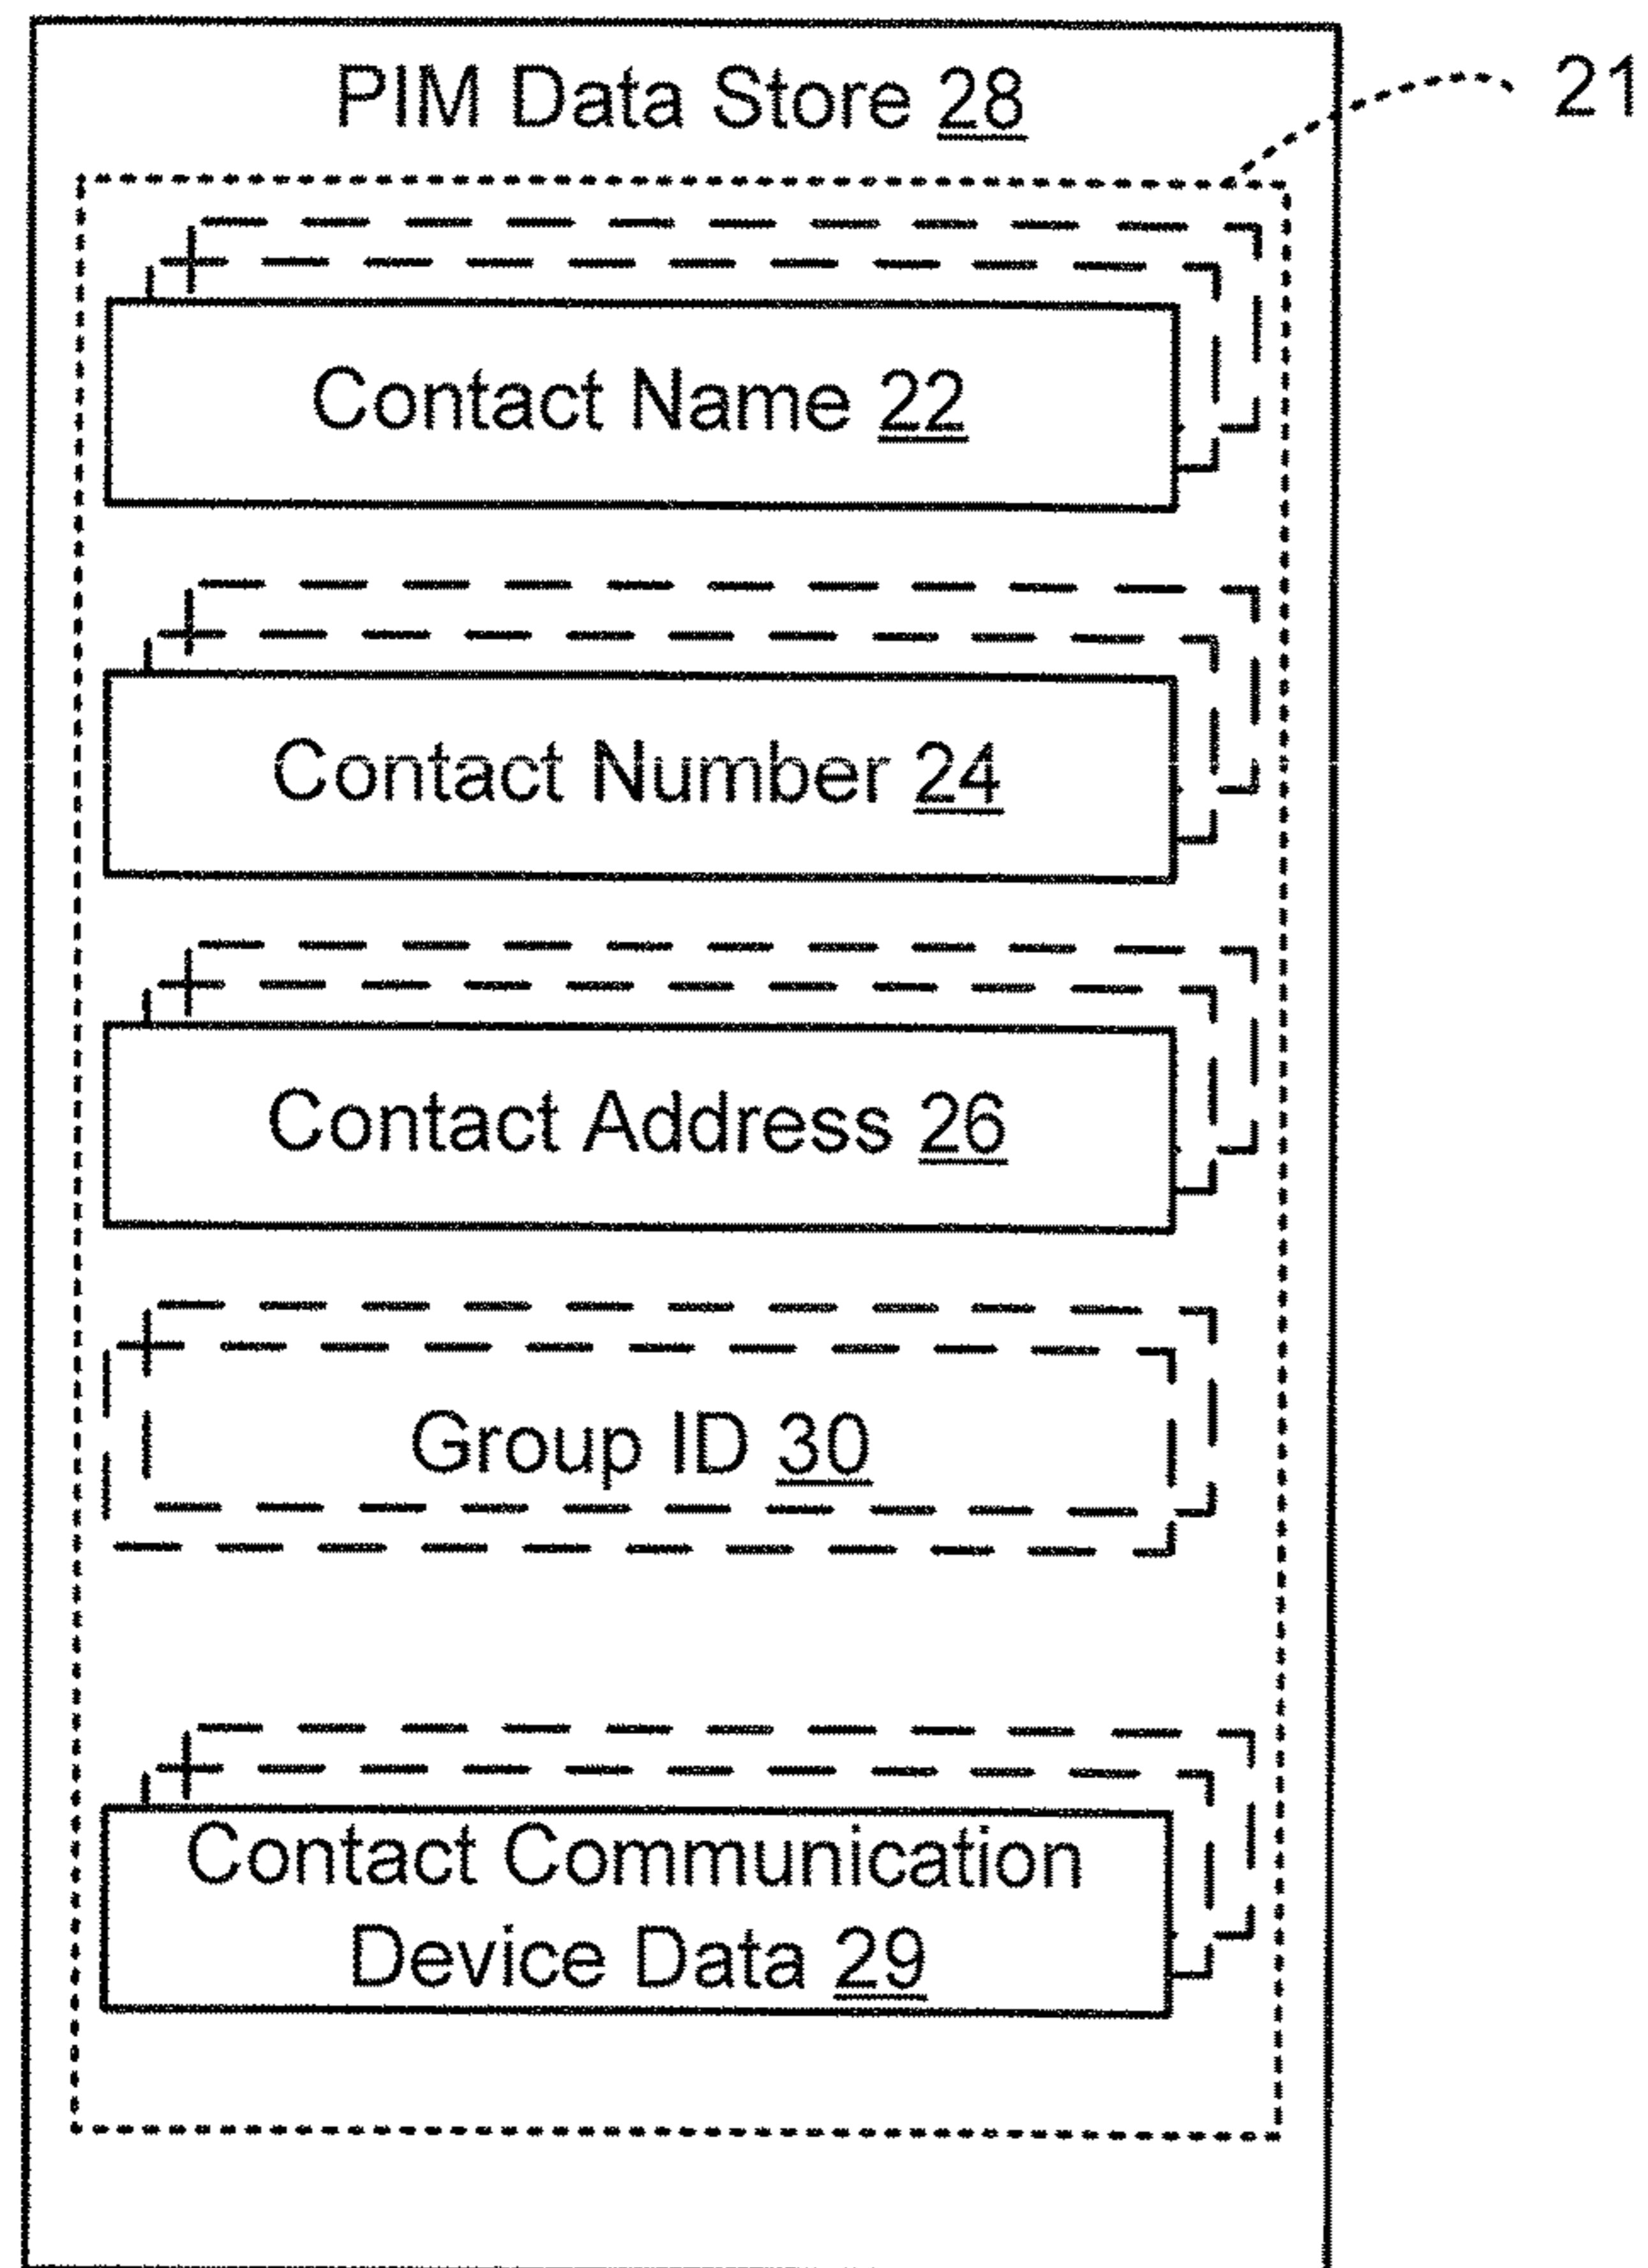 PIM Data Store 28
21
Contact Name 22
Contact Number 24
Contact Address 26
Group ID 30
Contact Communication
Device Data 29